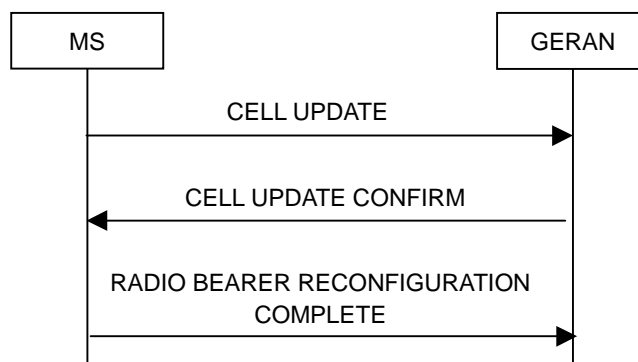 MS
GERAN
CELL UPDATE
CELL UPDATE CONFIRM
RADIO BEARER RECONFIGURATION
COMPLETE